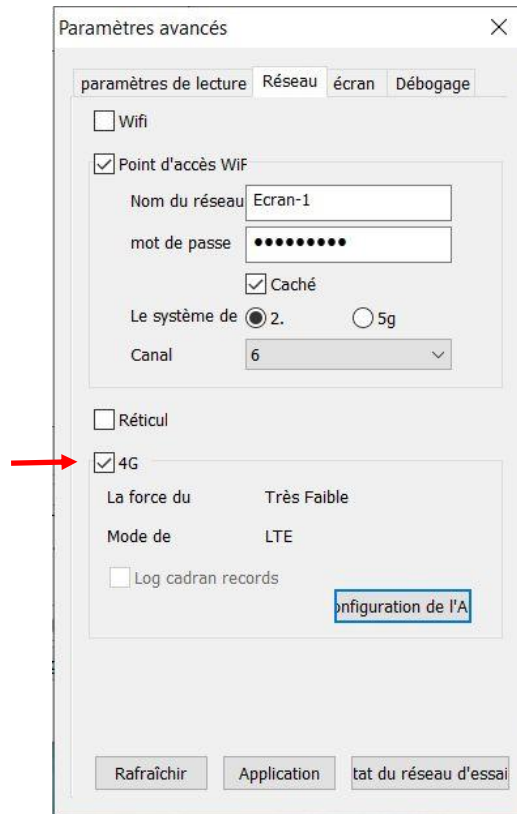 Paramètres avancés
paramètres de lecture Réseau écran Débogage
Wifi
Point d'accès WiF
Nom du réseau Ecran-1
mot de passe ●●●●●●●●●
Caché
Le système de 2. 5g
Canal 6
Réticul
4G
La force du Très Faible
Mode de LTE
Log cadran records
onfiguration de l'A
Rafraîchir Application tat du réseau d'essai